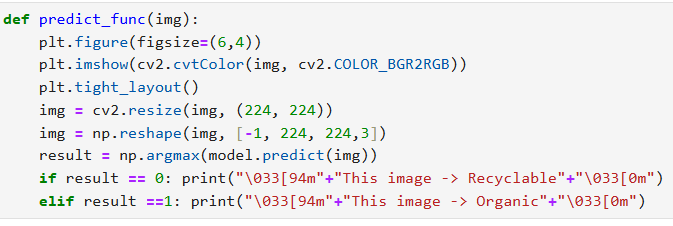 def predict_func(img):
    plt.figure(figsize=(6,4))
    plt.imshow(cv2.cvtColor(img, cv2.COLOR_BGR2RGB))
    plt.tight_layout()
    img = cv2.resize(img, (224, 224))
    img = np.reshape(img, [-1, 224, 224,3])
    result = np.argmax(model.predict(img))
    if result == 0: print("\033[94m"+"This image -> Recyclable"+"\033[0m")
    elif result ==1: print("\033[94m"+"This image -> Organic"+"\033[0m")